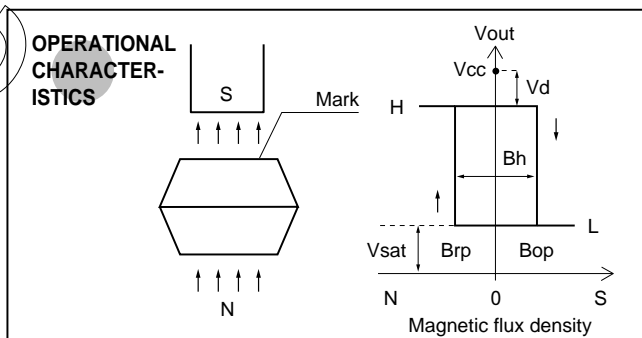 OPERATIONAL
CHARACTER-
ISTICS
S
Mark
N
Vout
Vcc
Vd
H
Bh
L
Vsat
Brp
Bop
N
0
S
Magnetic flux density